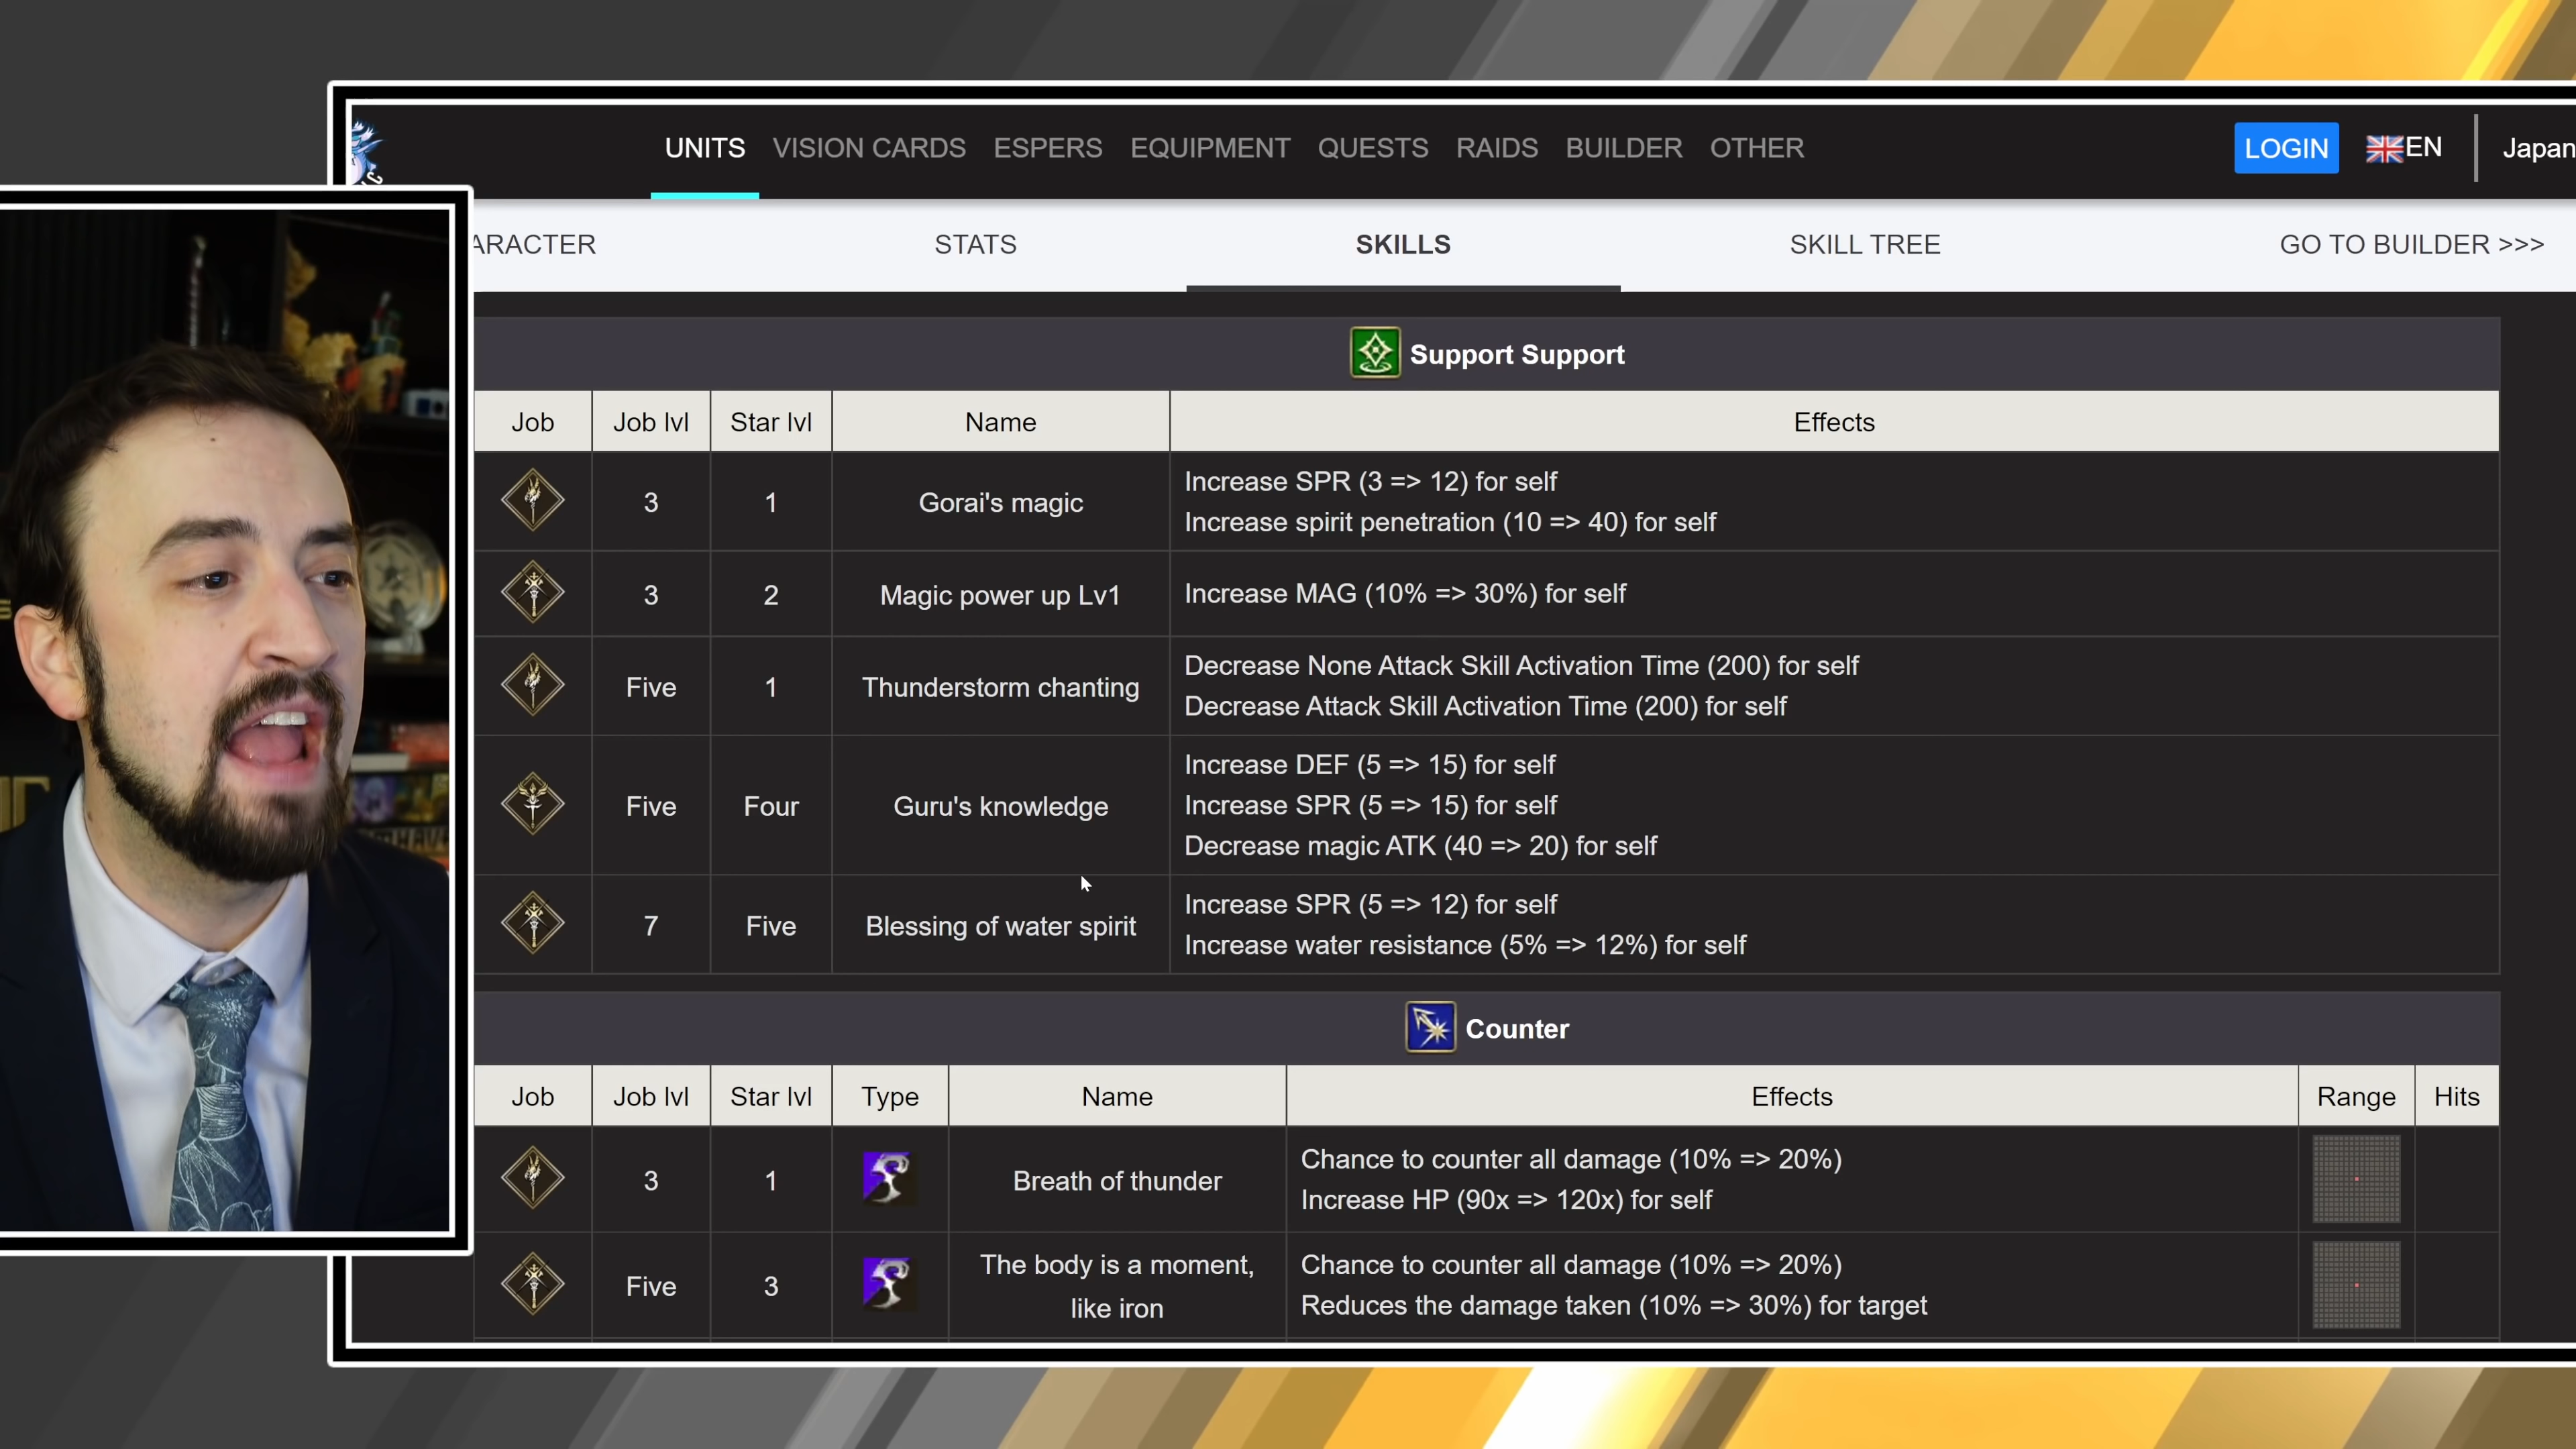 UNITS VISION CARDS ESPERS EQUIPMENT QUESTS RAIDS BUILDER OTHER LOGIN EN Japan
ARACTER STATS SKILLS SKILL TREE GO TO BUILDER >>>
Support Support
Job Job lvl Star lvl Name Effects
3 1 Gorai's magic
Increase SPR (3 => 12) for self
Increase spirit penetration (10 => 40) for self
3 2 Magic power up Lv1 Increase MAG (10% => 30%) for self
Five 1 Thunderstorm chanting
Decrease None Attack Skill Activation Time (200) for self
Decrease Attack Skill Activation Time (200) for self
Five Four Guru's knowledge
Increase DEF (5 => 15) for self
Increase SPR (5 => 15) for self
Decrease magic ATK (40 => 20) for self
7 Five Blessing of water spirit
Increase SPR (5 => 12) for self
Increase water resistance (5% => 12%) for self
Counter
Job Job lvl Star lvl Type Name Effects Range Hits
3 1 Breath of thunder
Chance to counter all damage (10% => 20%)
Increase HP (90x => 120x) for self
Five 3 The body is a moment,
like iron
Chance to counter all damage (10% => 20%)
Reduces the damage taken (10% => 30%) for target